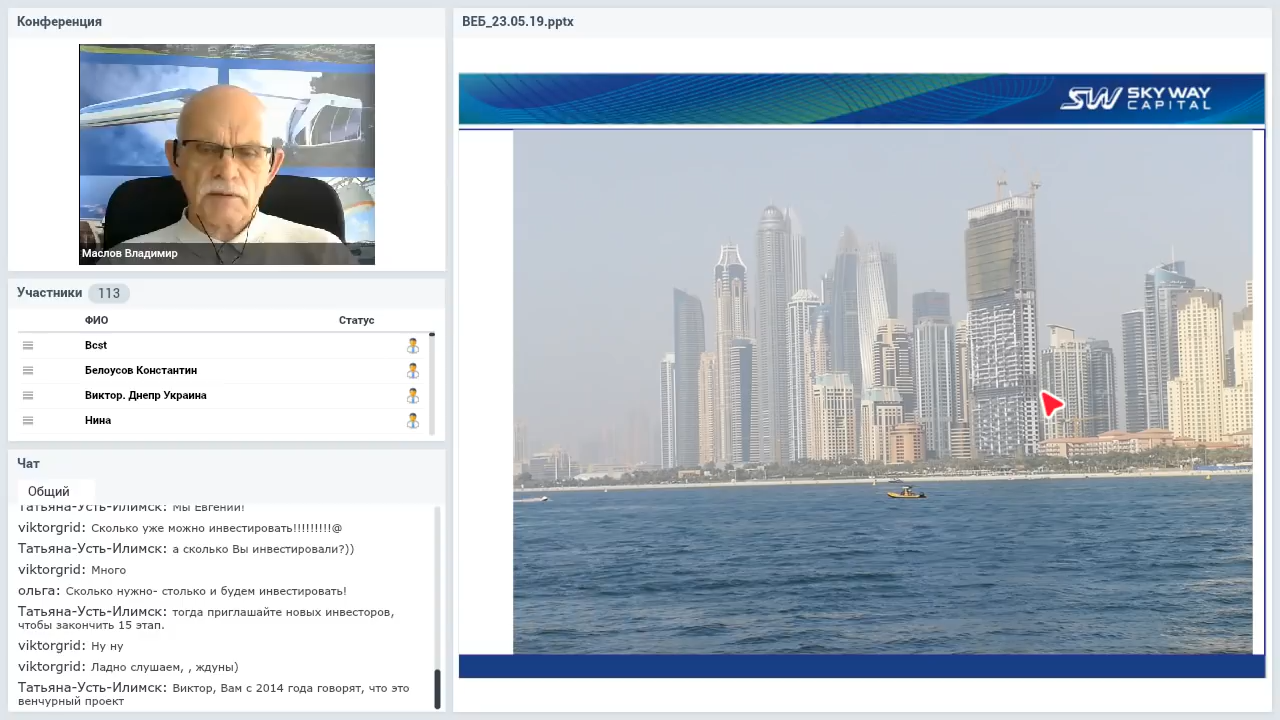 Конференция
Маслов Владимир
Участники 113
ФИО Статус
Bcst
Белоусов Константин
Виктор. Днепр Украина
Нина
Чат
Общий
Татьяна-Усть-Илимск: Мы Евгении!
viktorgrid: Сколько уже можно инвестировать!!!!!!!!!@
Татьяна-Усть-Илимск: а сколько Вы инвестировали?))
viktorgrid: Много
ольга: Сколько нужно- столько и будем инвестировать!
Татьяна-Усть-Илимск: тогда приглашайте новых инвесторов,
чтобы закончить 15 этап.
viktorgrid: Ну ну
viktorgrid: Ладно слушаем, , ждуны)
Татьяна-Усть-Илимск: Виктор, Вам с 2014 года говорят, что это
венчурный проект
ВЕБ_23.05.19.pptx
SW SKY WAY
CAPITAL